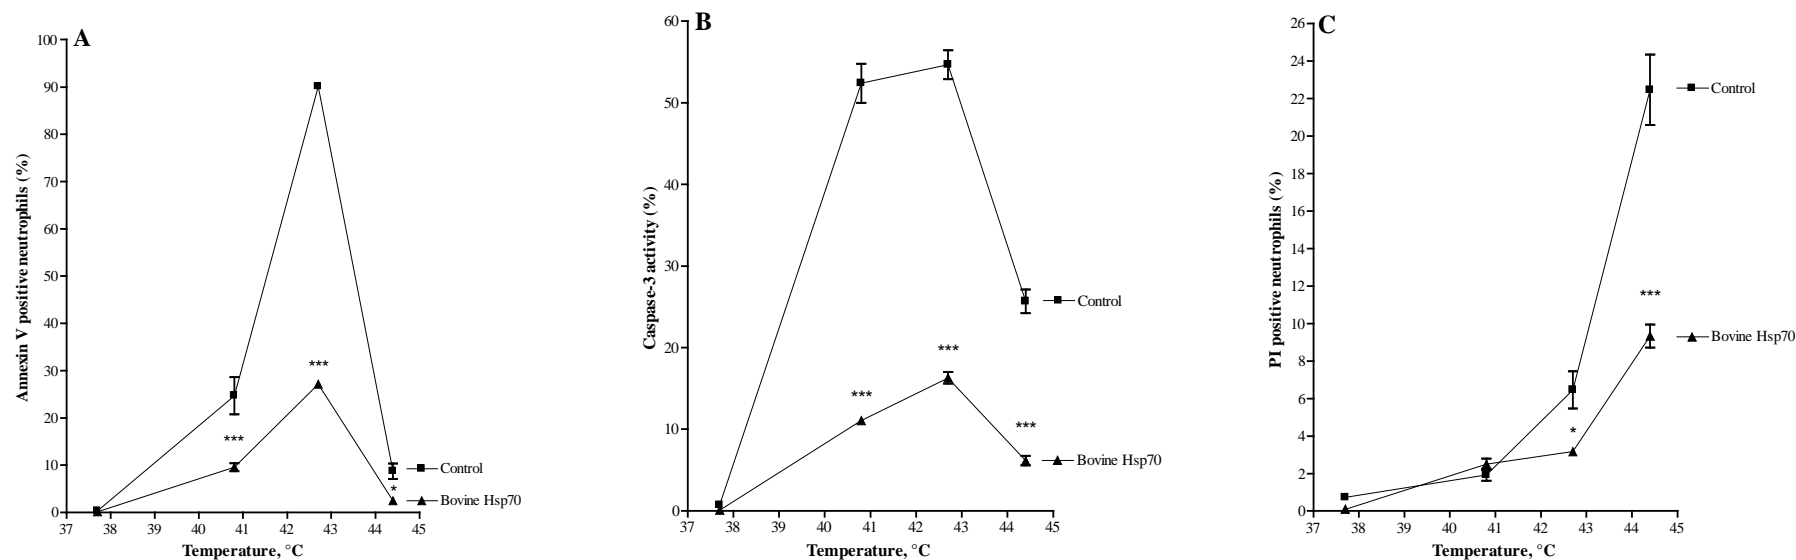 A
Annexin V positive neutrophils (%)
100
90
80
70
60
50
40
30
20
10
0
***
***
*
Control
Bovine Hsp70
37 38 39 40 41 42 43 44 45
Temperature, °C
B
Caspase-3 activity (%)
60
50
40
30
20
10
0
***
***
***
Control
Bovine Hsp70
37 38 39 40 41 42 43 44 45
Temperature, °C
C
PI positive neutrophils (%)
26
24
22
20
18
16
14
12
10
8
6
4
2
0
Control
***
Bovine Hsp70
*
37 38 39 40 41 42 43 44 45
Temperature, °C